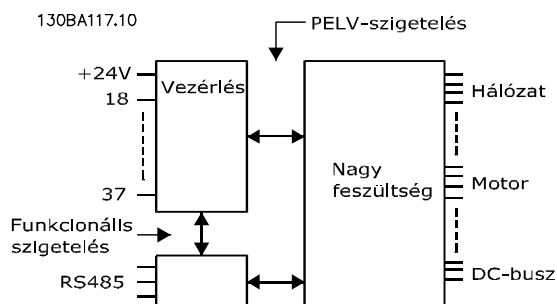 130BA117.10
PELV-szigetelés
+24V
18
Vezérlés
Hálózat
37
Nagy
feszültség
Motor
Funkcionális
szigetelés
RS485
DC-busz